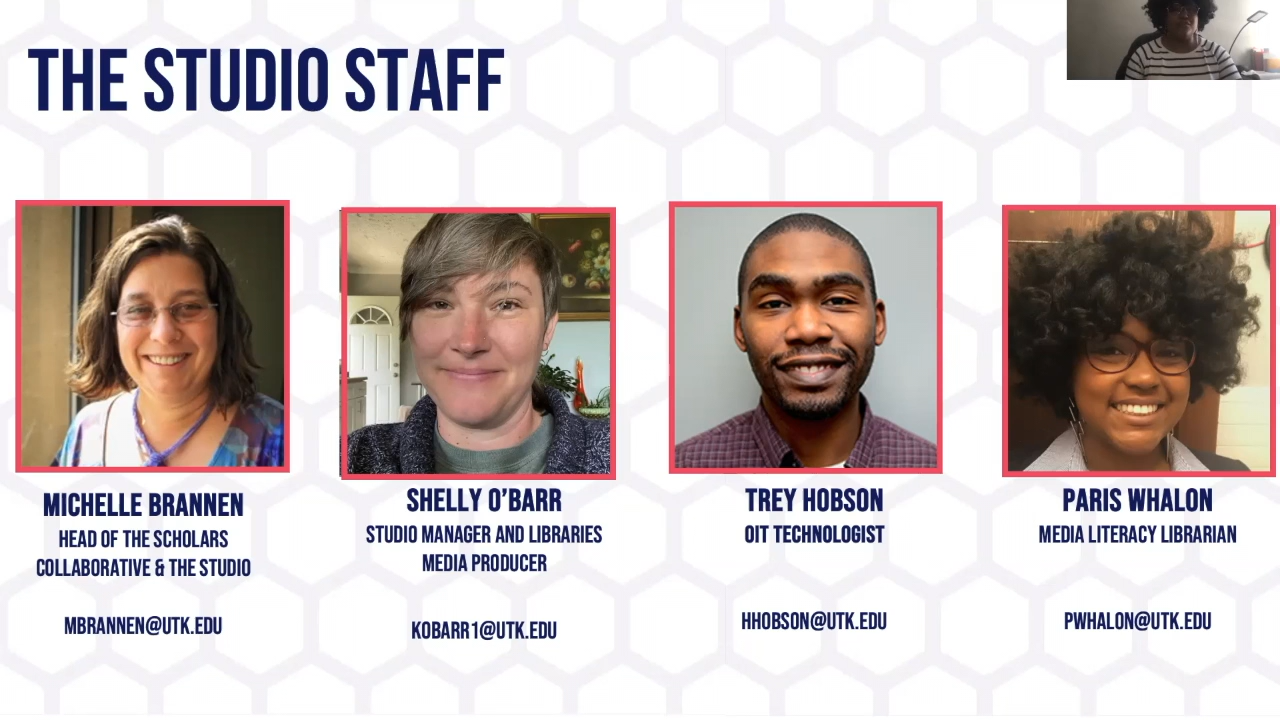 THE STUDIO STAFF
MICHELLE BRANNEN
HEAD OF THE SCHOLARS
COLLABORATIVE & THE STUDIO
MBRANNEN@UTK.EDU
SHELLY O'BARR
STUDIO MANAGER AND LIBRARIES
MEDIA PRODUCER
KOBARR1@UTK.EDU
TREY HOBSON
OIT TECHNOLOGIST
HHOBSON@UTK.EDU
PARIS WHALON
MEDIA LITERACY LIBRARIAN
PWHALON@UTK.EDU